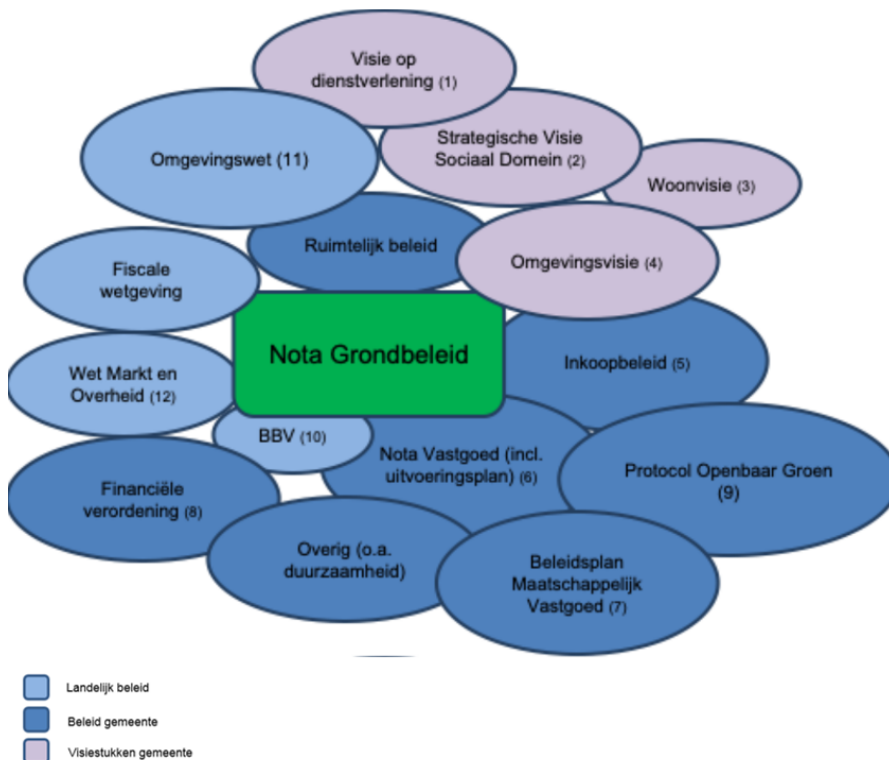 Visie op
dienstverlening (1)
Strategische Visie
Sociaal Domein (2)
Omgevingswet (11)
Woonvisie (3)
Ruimtelijk beleid
Omgevingsvisie (4)
Fiscale
wetgeving
Nota Grondbeleid
Inkoopbeleid (5)
Wet Markt en
Overheid (12)
BBV (10)
Nota Vastgoed (incl.
uitvoeringsplan) (6)
Protocol Openbaar Groen
(9)
Financiële
verordening (8)
Overig (o.a.
duurzaamheid)
Beleidsplan
Maatschappelijk
Vastgoed (7)
Landelijk beleid
Beleid gemeente
Visiestukken gemeente